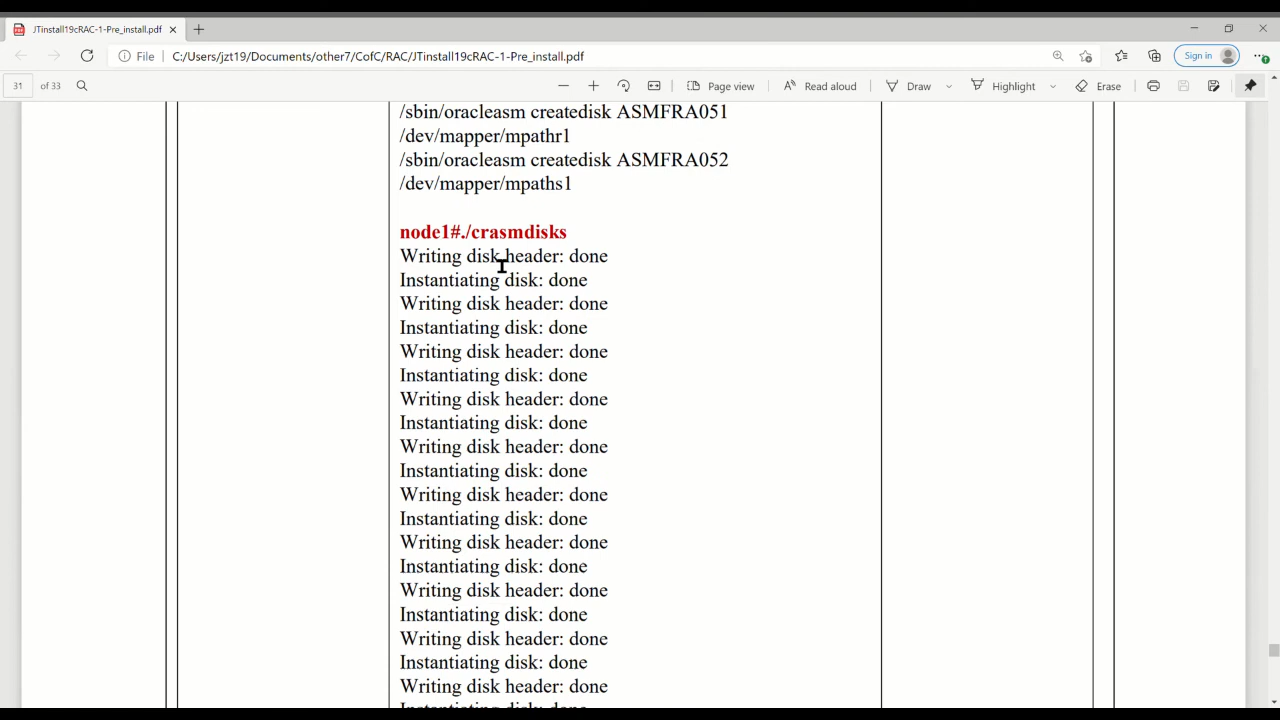 JTinstall19cRAC-1-Pre_install.pdf
File C:/Users/jzt19/Documents/other7/CofC/RAC/JTinstall19cRAC-1-Pre_install.pdf Sign in
31 of 33 Page view Read aloud Draw Highlight Erase
/sbin/oracleasm createdisk ASMFRA051
/dev/mapper/mpathr1
/sbin/oracleasm createdisk ASMFRA052
/dev/mapper/mpaths1
node1#./crasmdisks
Writing disk header: done
Instantiating disk: done
Writing disk header: done
Instantiating disk: done
Writing disk header: done
Instantiating disk: done
Writing disk header: done
Instantiating disk: done
Writing disk header: done
Instantiating disk: done
Writing disk header: done
Instantiating disk: done
Writing disk header: done
Instantiating disk: done
Writing disk header: done
Instantiating disk: done
Writing disk header: done
Instantiating disk: done
Writing disk header: done
Instantiating disk: done